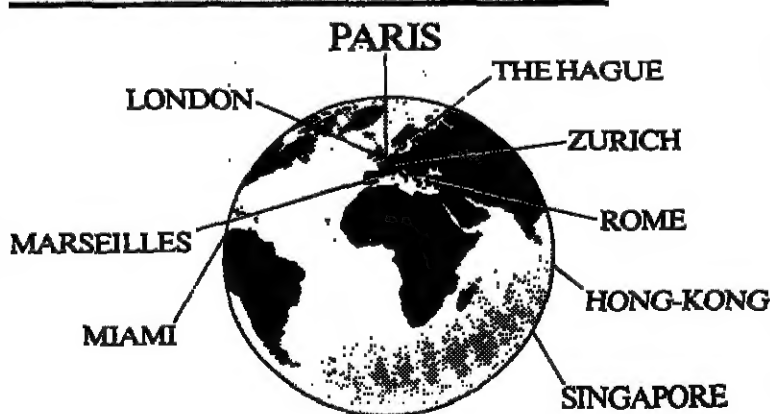 PARIS
THE HAGUE
LONDON
ZURICH
ROME
MARSEILLES
HONG-KONG
MIAMI
SINGAPORE